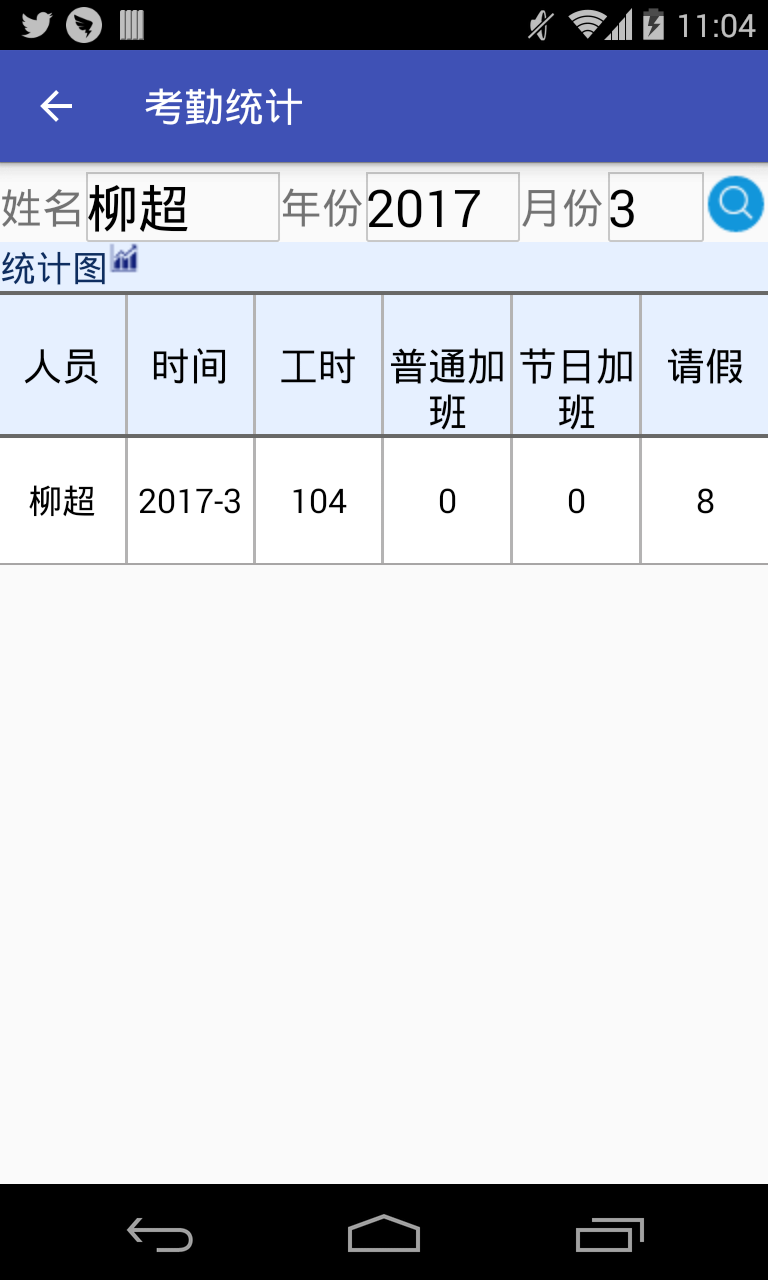 11:04
考勤统计
姓名 柳超 年份 2017 月份 3
统计图
人员 时间 工时 普通加班 节日加班 请假
柳超 2017-3 104 0 0 8